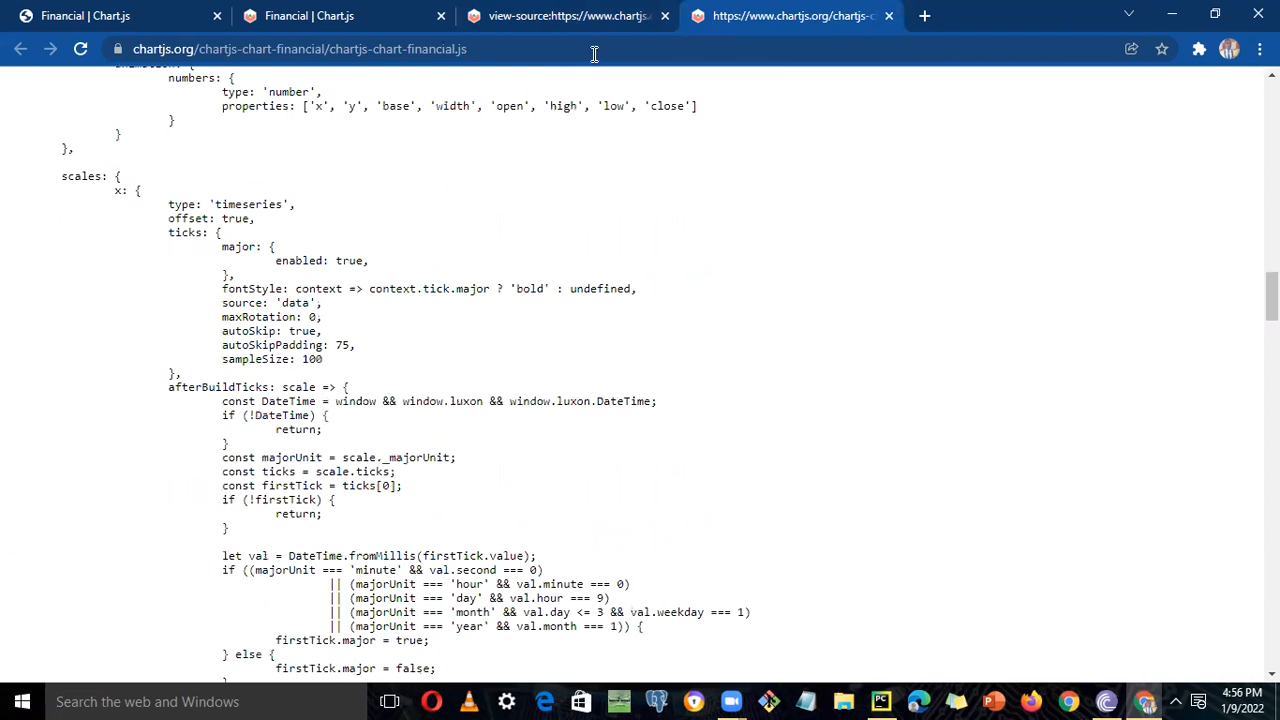 Financial | Chart.js
Financial | Chart.js
view-source:https://www.chartjs.
https://www.chartjs.org/chartjs-c
chartjs.org/chartjs-chart-financial/chartjs-chart-financial.js
numbers: {
type: 'number',
properties: ['x', 'y', 'base', 'width', 'open', 'high', 'low', 'close']
}
}
},
scales: {
x: {
type: 'timeseries',
offset: true,
ticks: {
major: {
enabled: true,
},
fontStyle: context => context.tick.major ? 'bold' : undefined,
source: 'data',
maxRotation: 0,
autoSkip: true,
autoSkipPadding: 75,
sampleSize: 100
},
afterBuildTicks: scale => {
const DateTime = window && window.luxon && window.luxon.DateTime;
if (!DateTime) {
return;
}
const majorUnit = scale._majorUnit;
const ticks = scale.ticks;
const firstTick = ticks[0];
if (!firstTick) {
return;
}
let val = DateTime.fromMillis(firstTick.value);
if ((majorUnit === 'minute' && val.second === 0)
|| (majorUnit === 'hour' && val.minute === 0)
|| (majorUnit === 'day' && val.hour === 9)
|| (majorUnit === 'month' && val.day <= 3 && val.weekday === 1)
|| (majorUnit === 'year' && val.month === 1)) {
firstTick.major = true;
} else {
firstTick.major = false;
Search the web and Windows
4:56 PM
1/9/2022